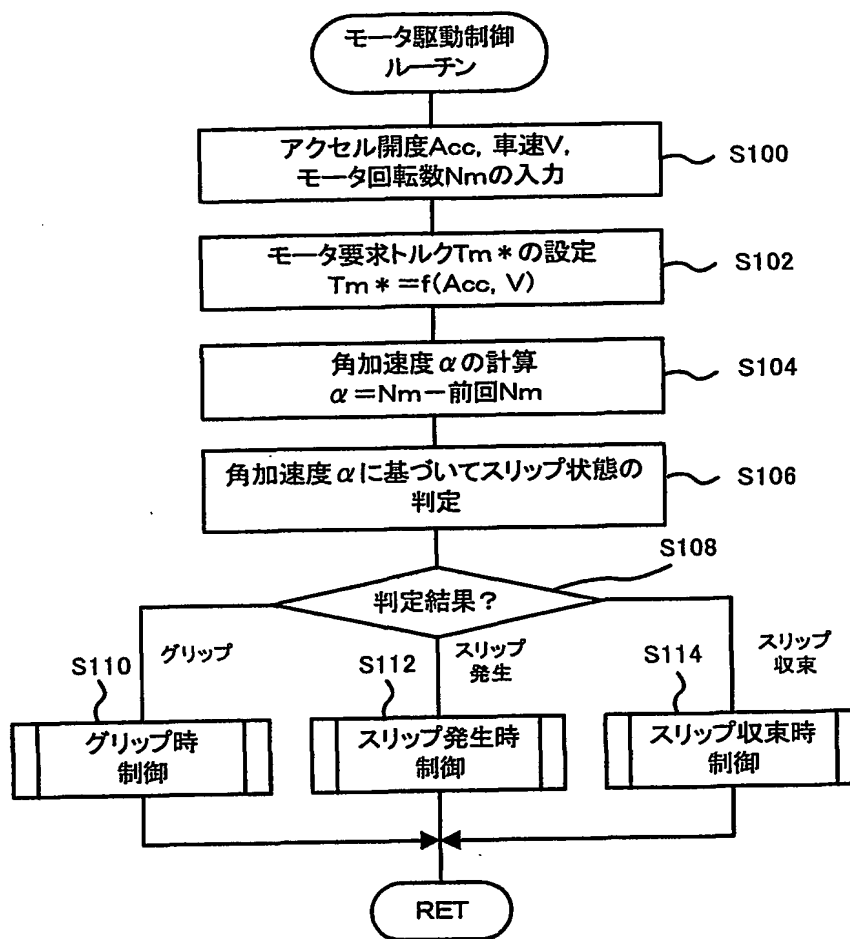 モータ駆動制御
ルーチン
アクセル開度Acc, 車速V,
モータ回転数Nmの入力
S100
モータ要求トルクTm*の設定
Tm*=f(Acc, V)
S102
角加速度αの計算
α=Nm-前回Nm
S104
角加速度αに基づいてスリップ状態の
判定
S106
S108
判定結果?
グリップ
スリップ
発生
スリップ
収束
S110
S112
S114
グリップ時
制御
スリップ発生時
制御
スリップ収束時
制御
RET